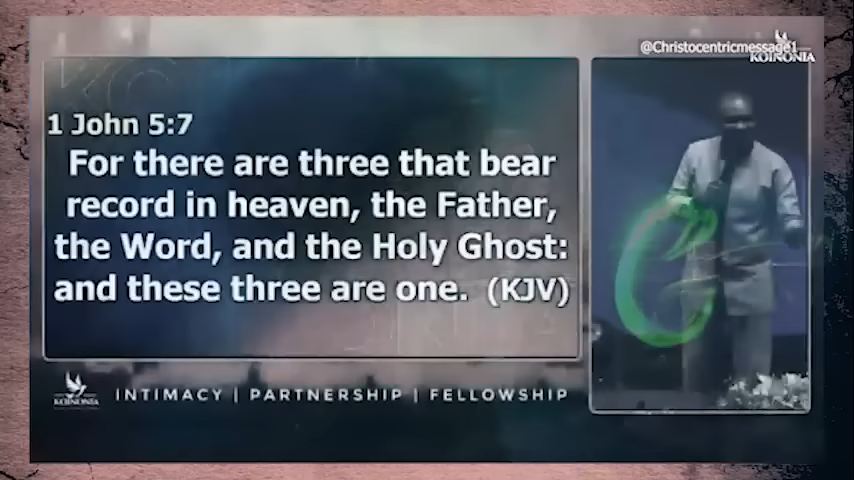 @Christocentricmessage1
KOINONIA
1 John 5:7
For there are three that bear
record in heaven, the Father,
the Word, and the Holy Ghost:
and these three are one. (KJV)
KOINONIA
INTIMACY | PARTNERSHIP | FELLOWSHIP